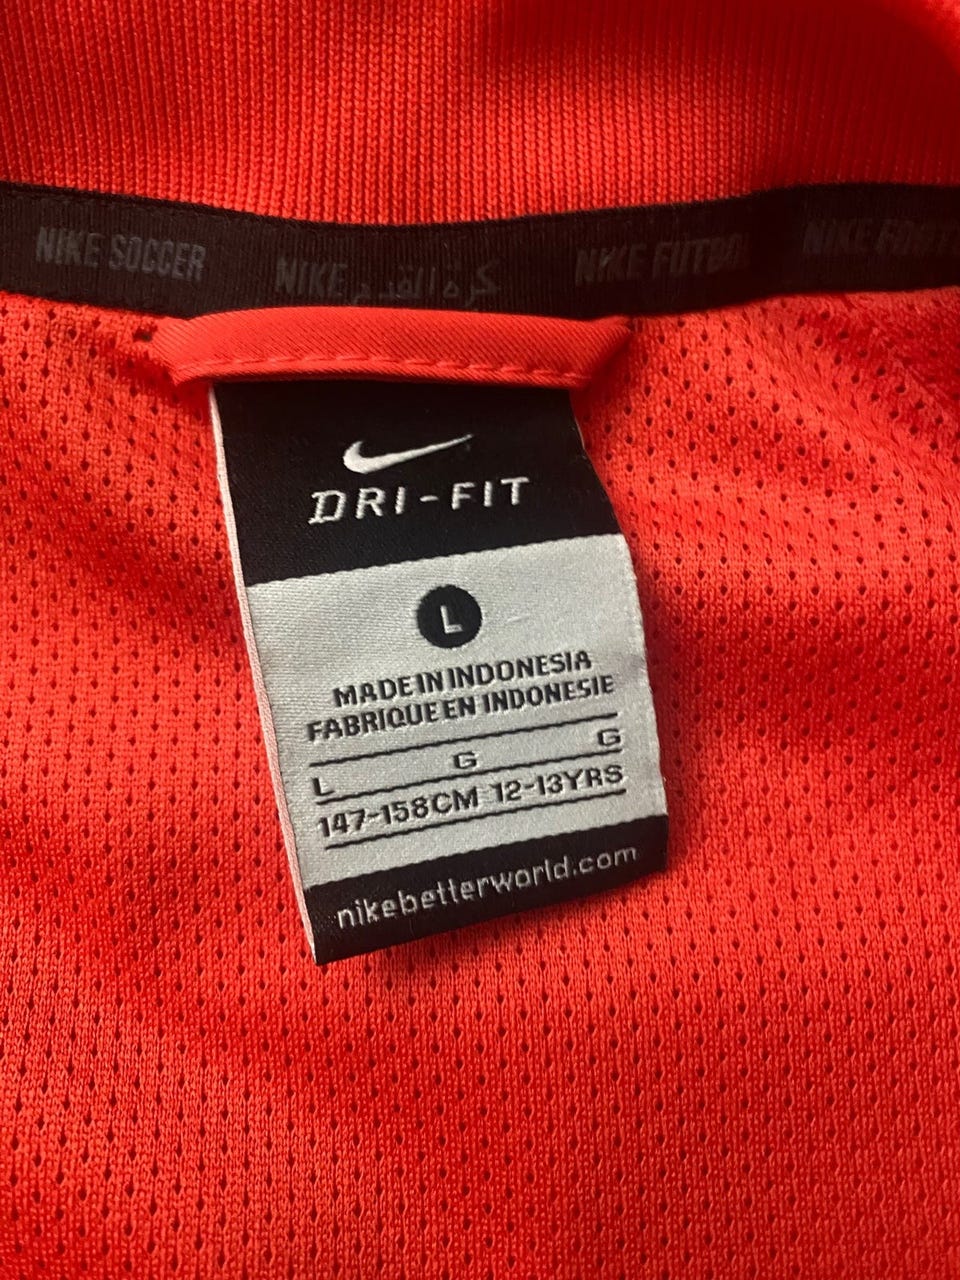 NIKE SOCCER NIKE كرة القدم NIKE FUTBOL NIKE FOOT
DRI-FIT
L
MADE IN INDONESIA
FABRIQUE EN INDONESIE
L G G
147-158CM 12-13YRS
nikebetterworld.com